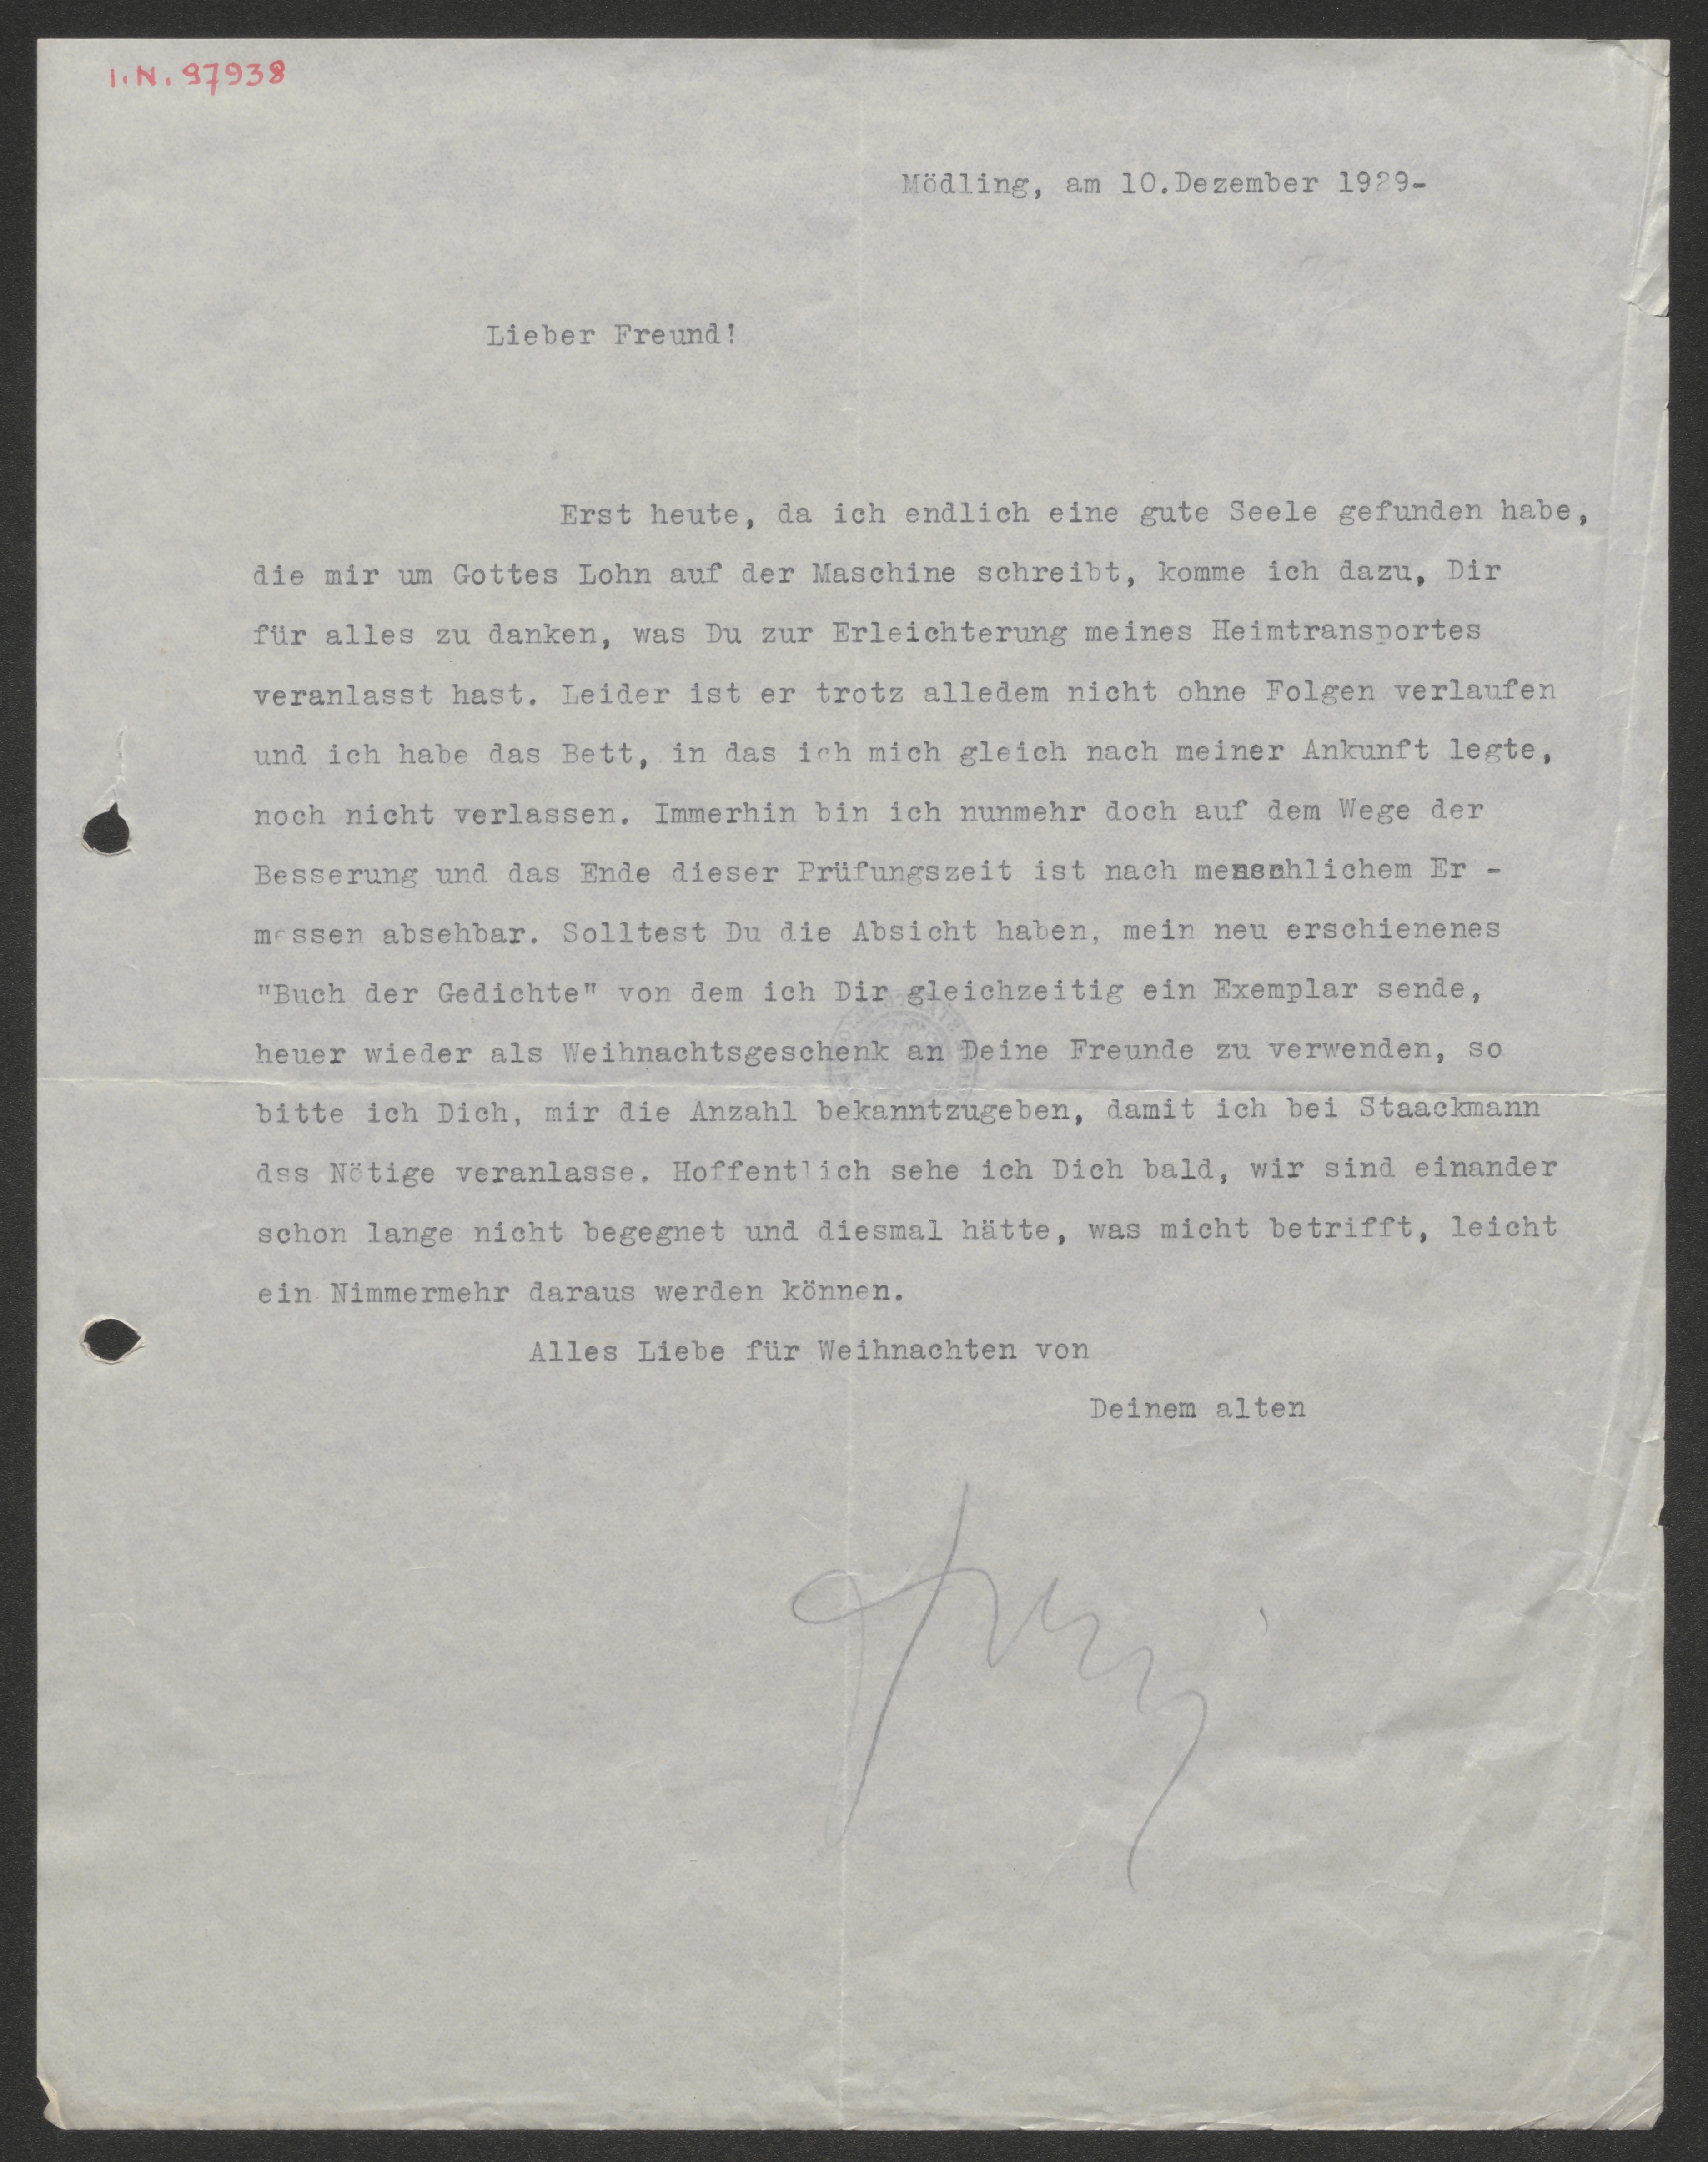 I.N. 97938
Mödling, am 10.Dezember 1929-
Lieber Freund!
Erst heute, da ich endlich eine gute Seele gefunden habe,
die mir um Gottes Lohn auf der Maschine schreibt, komme ich dazu, Dir
für alles zu danken, was Du zur Erleichterung meines Heimtransportes
veranlasst hast. Leider ist er trotz alledem nicht ohne Folgen verlaufen
und ich habe das Bett, in das ich mich gleich nach meiner Ankunft legte,
noch nicht verlassen. Immerhin bin ich nunmehr doch auf dem Wege der
Besserung und das Ende dieser Prüfungszeit ist nach menschlichem Er -
messen absehbar. Solltest Du die Absicht haben, mein neu erschienenes
"Buch der Gedichte" von dem ich Dir gleichzeitig ein Exemplar sende,
heuer wieder als Weihnachtsgeschenk an Deine Freunde zu verwenden, so
bitte ich Dich, mir die Anzahl bekanntzugeben, damit ich bei Staackmann
dss Nötige veranlasse. Hoffentlich sehe ich Dich bald, wir sind einander
schon lange nicht begegnet und diesmal hätte, was micht betrifft, leicht
ein Nimmermehr daraus werden können.
Alles Liebe für Weihnachten von
Deinem alten